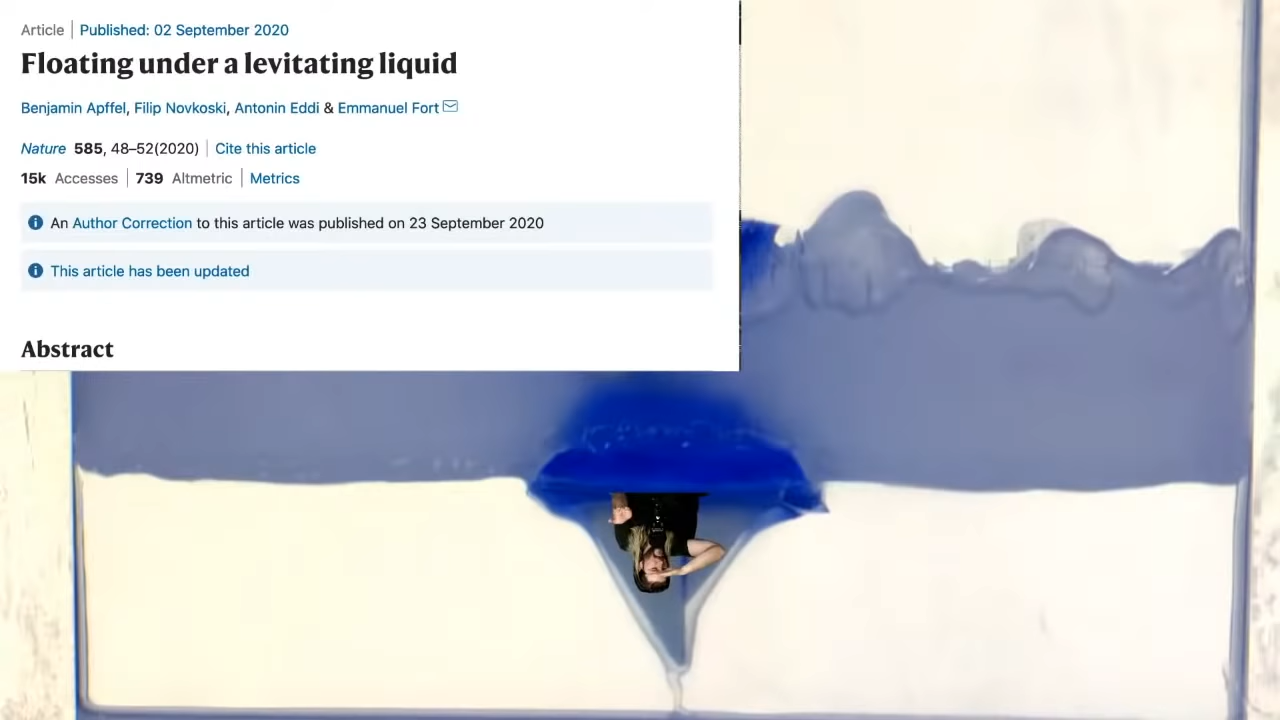 Article | Published: 02 September 2020
Floating under a levitating liquid
Benjamin Apffel, Filip Novkoski, Antonin Eddi & Emmanuel Fort
Nature 585, 48–52(2020) | Cite this article
15k Accesses | 739 Altmetric | Metrics
An Author Correction to this article was published on 23 September 2020
This article has been updated
Abstract